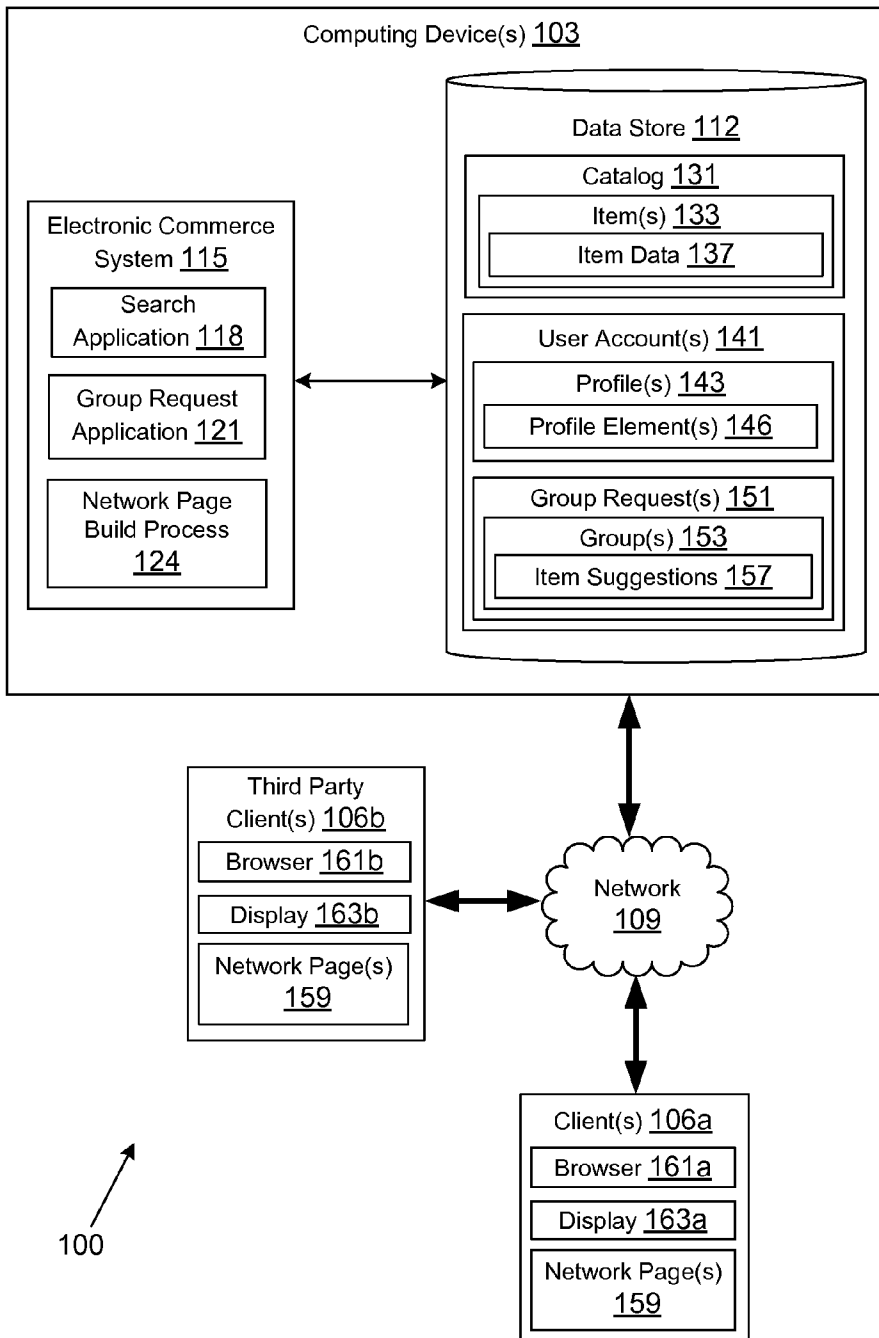 Computing Device(s) 103
Data Store 112
Catalog 131
Item(s) 133
Item Data 137
User Account(s) 141
Profile(s) 143
Profile Element(s) 146
Group Request(s) 151
Group(s) 153
Item Suggestions 157
Electronic Commerce
System 115
Search
Application 118
Group Request
Application 121
Network Page
Build Process
124
Third Party
Client(s) 106b
Browser 161b
Display 163b
Network Page(s)
159
Network
109
Client(s) 106a
Browser 161a
Display 163a
Network Page(s)
159
100